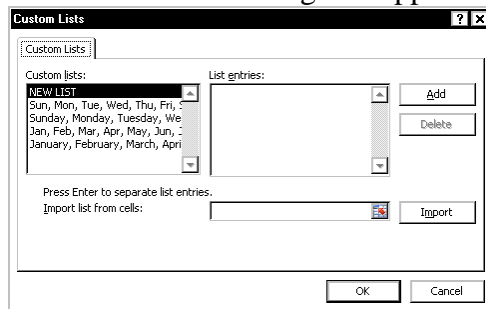 Custom Lists
Custom Lists
Custom lists:
List entries:
NEW LIST
Sun, Mon, Tue, Wed, Thu, Fri, S
Sunday, Monday, Tuesday, We
Jan, Feb, Mar, Apr, May, Jun, J
January, February, March, Apri
Add
Delete
Press Enter to separate list entries.
Import list from cells:
Import
OK
Cancel